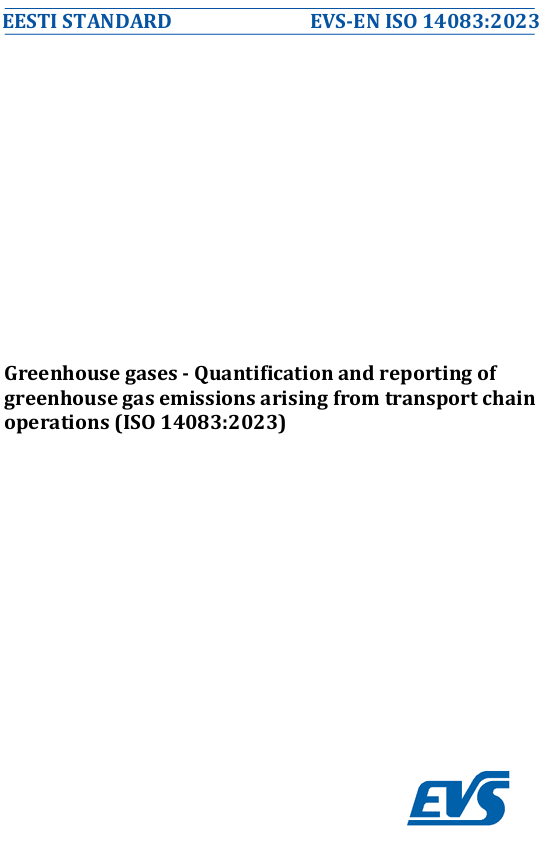 EESTI STANDARD EVS-EN ISO 14083:2023
Greenhouse gases - Quantification and reporting of
greenhouse gas emissions arising from transport chain
operations (ISO 14083:2023)
EVS